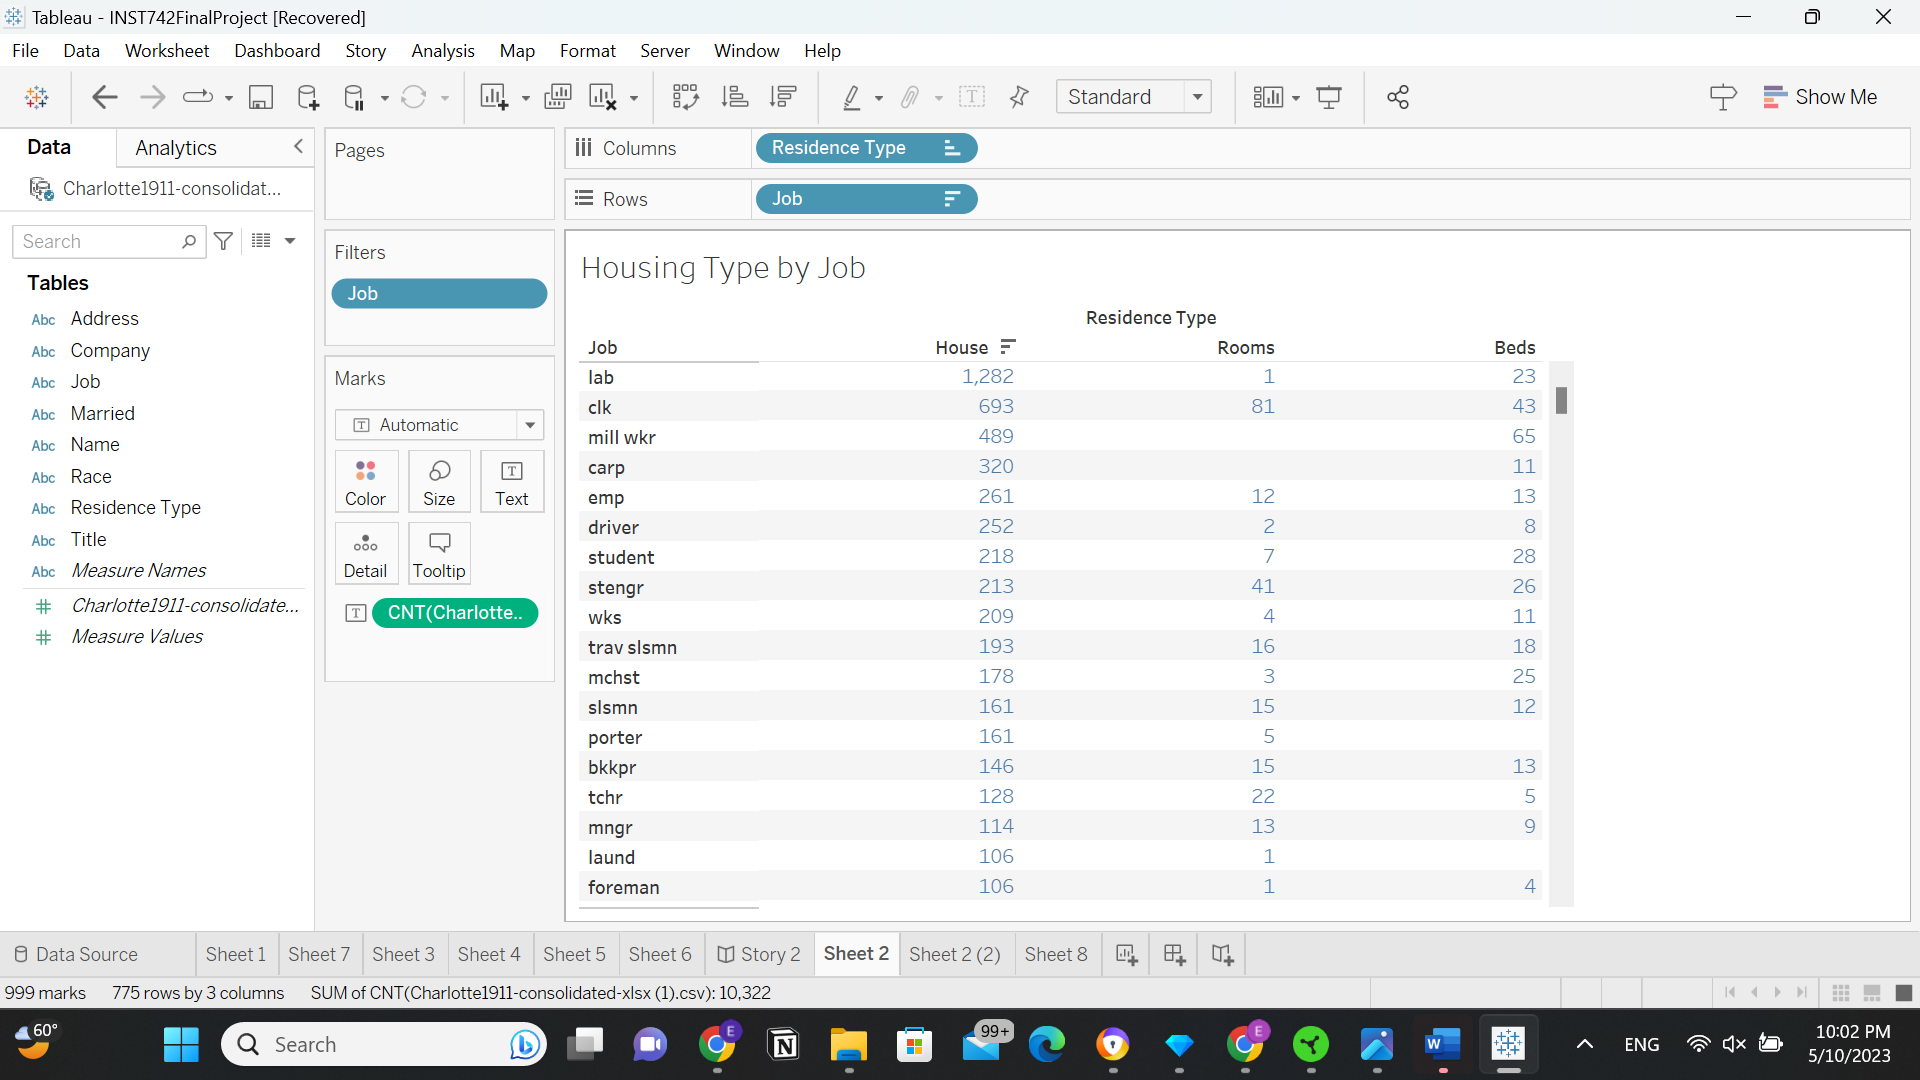 Tableau - INST742FinalProject [Recovered]
File Data Worksheet Dashboard Story Analysis Map Format Server Window Help
Standard Show Me
Data Analytics
Charlotte1911-consolidat...
Search
Tables
Abc Address
Abc Company
Abc Job
Abc Married
Abc Name
Abc Race
Abc Residence Type
Abc Title
Abc Measure Names
# Charlotte1911-consolidate...
# Measure Values
Pages
Filters
Job
Marks
T Automatic
Color Size T Text
Detail Tooltip
T CNT(Charlotte..
Columns Residence Type
Rows Job
Housing Type by Job
Residence Type
Job House Rooms Beds
lab 1,282 1 23
clk 693 81 43
mill wkr 489 65
carp 320 11
emp 261 12 13
driver 252 2 8
student 218 7 28
stengr 213 41 26
wks 209 4 11
trav slsmn 193 16 18
mchst 178 3 25
slsmn 161 15 12
porter 161 5
bkkpr 146 15 13
tchr 128 22 5
mngr 114 13 9
laund 106 1
foreman 106 1 4
Data Source Sheet 1 Sheet 7 Sheet 3 Sheet 4 Sheet 5 Sheet 6 Story 2 Sheet 2 Sheet 2 (2) Sheet 8
999 marks 775 rows by 3 columns SUM of CNT(Charlotte1911-consolidated-xlsx (1).csv): 10,322
60° Search E N 99+ E W ENG 10:02 PM
5/10/2023